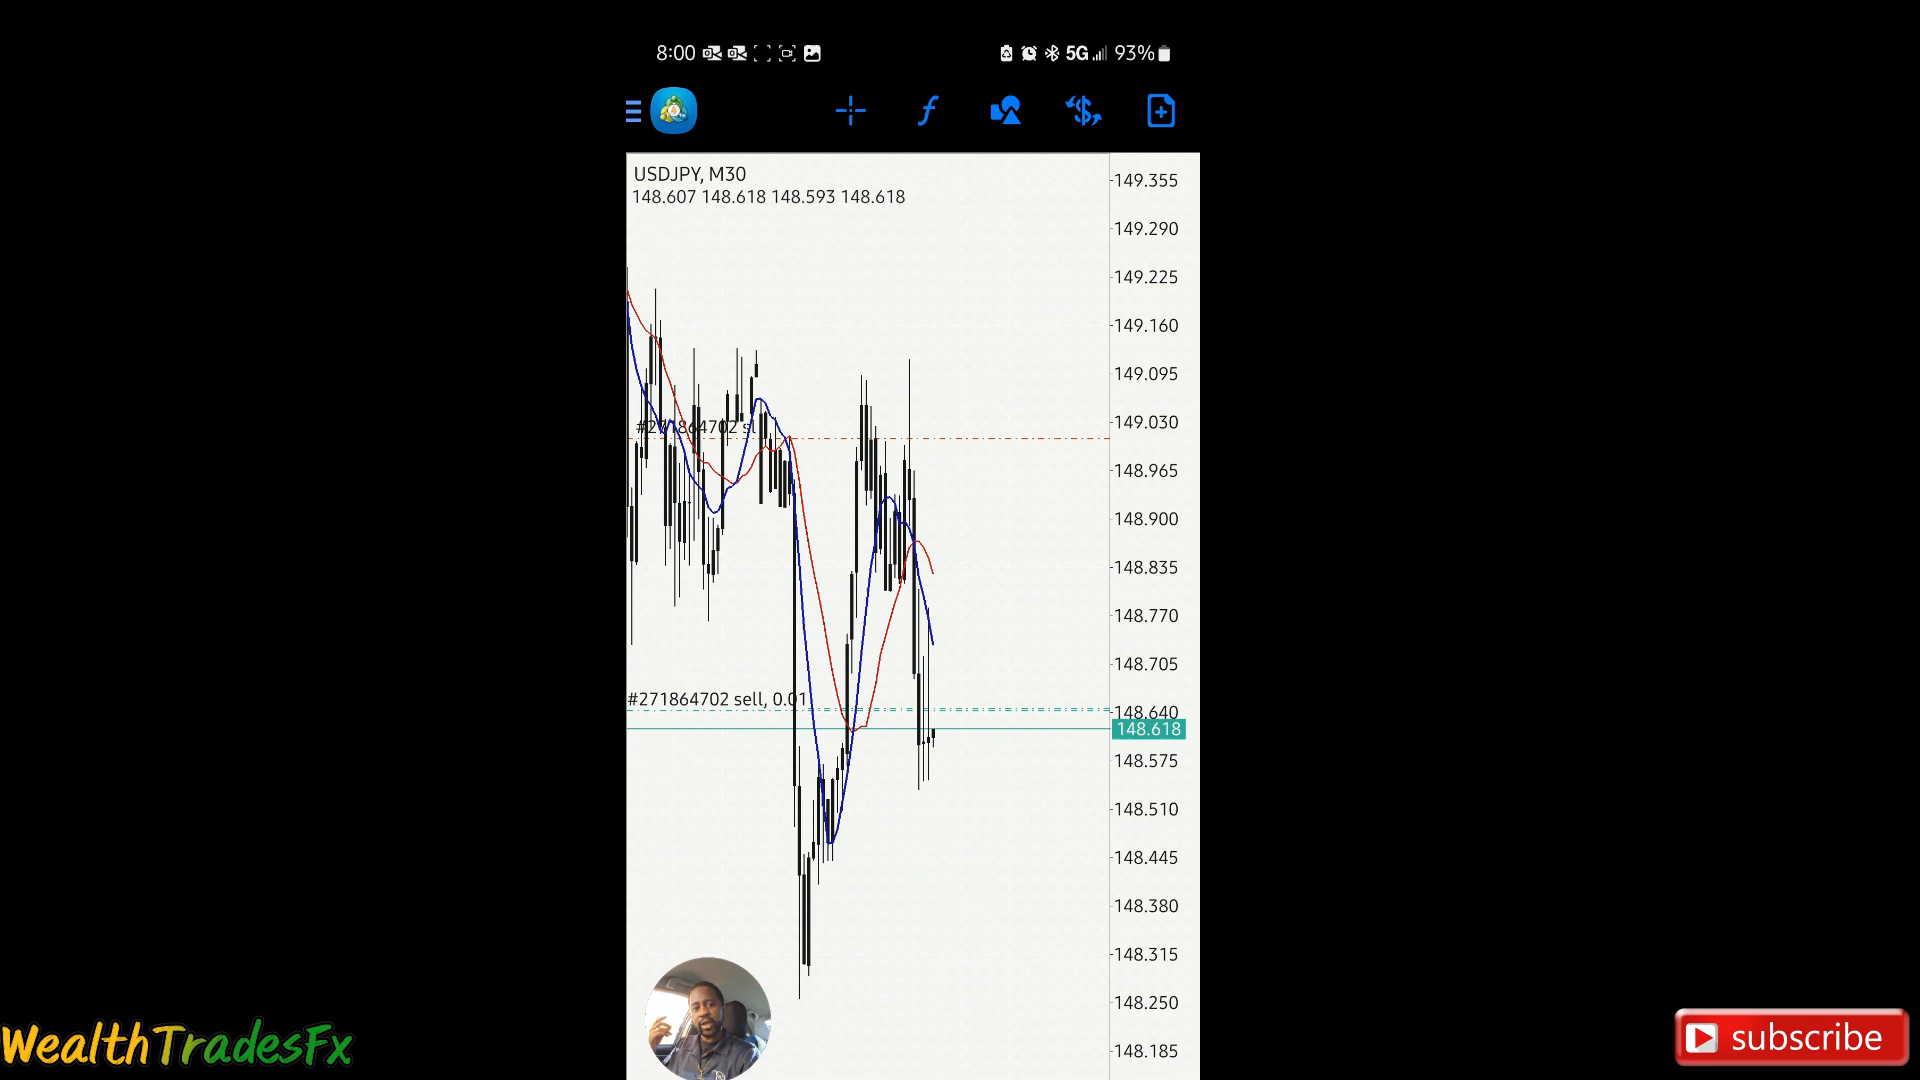 8:00 5G 93%
USDJPY, M30
148.607 148.618 148.593 148.618
149.355
149.290
149.225
149.160
149.095
149.030
#271864702 sl
148.965
148.900
148.835
148.770
148.705
#271864702 sell, 0.01
148.640
148.618
148.575
148.510
148.445
148.380
148.315
148.250
148.185
WealthTradesFx
subscribe